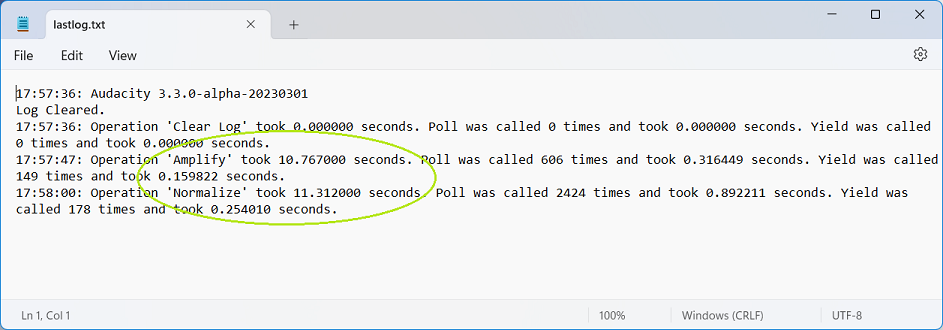 lastlog.txt
File Edit View
17:57:36: Audacity 3.3.0-alpha-20230301
Log Cleared.
17:57:36: Operation 'Clear Log' took 0.000000 seconds. Poll was called 0 times and took 0.000000 seconds. Yield was called
0 times and took 0.000000 seconds.
17:57:47: Operation 'Amplify' took 10.767000 seconds. Poll was called 606 times and took 0.316449 seconds. Yield was called
149 times and took 0.159822 seconds.
17:58:00: Operation 'Normalize' took 11.312000 seconds. Poll was called 2424 times and took 0.892211 seconds. Yield was
called 178 times and took 0.254010 seconds.
Ln 1, Col 1 100% Windows (CRLF) UTF-8